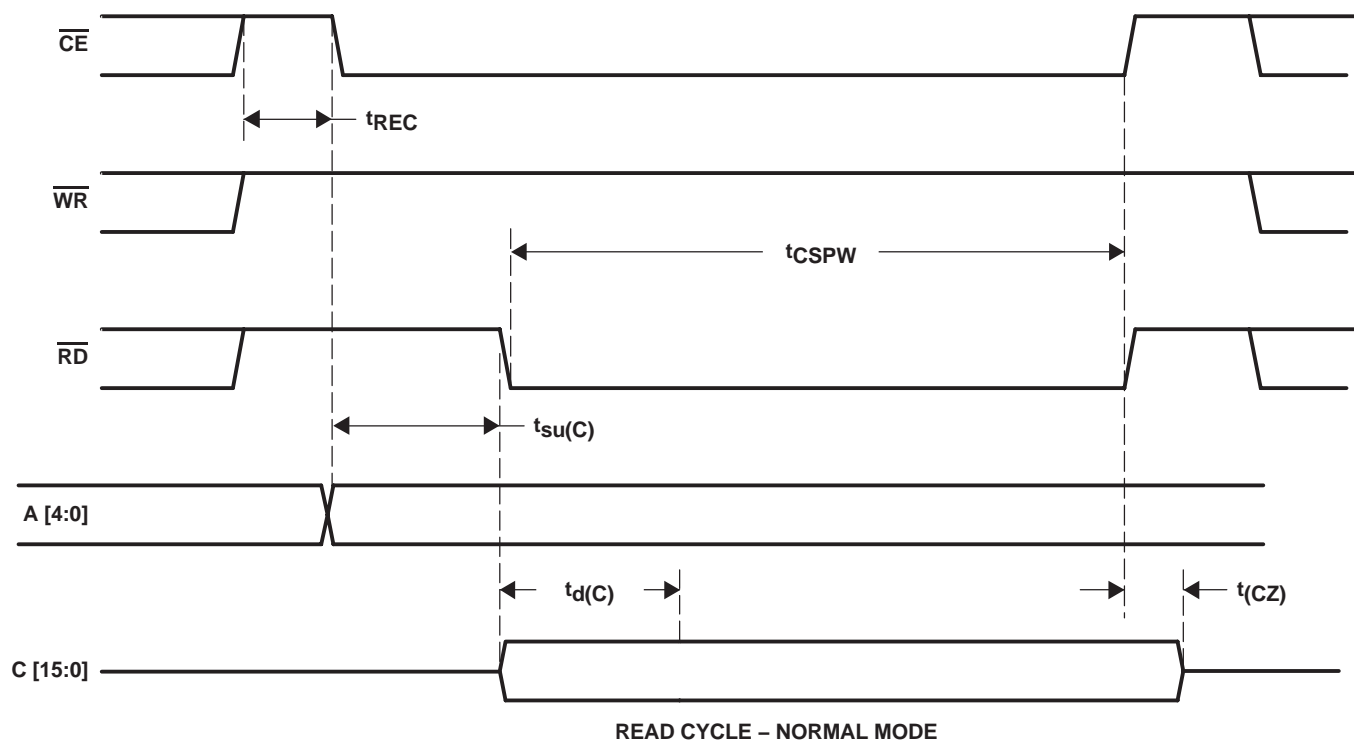 CE
tREC
WR
tCSPW
RD
tsu(C)
A [4:0]
td(C)
t(CZ)
C [15:0]
READ CYCLE – NORMAL MODE